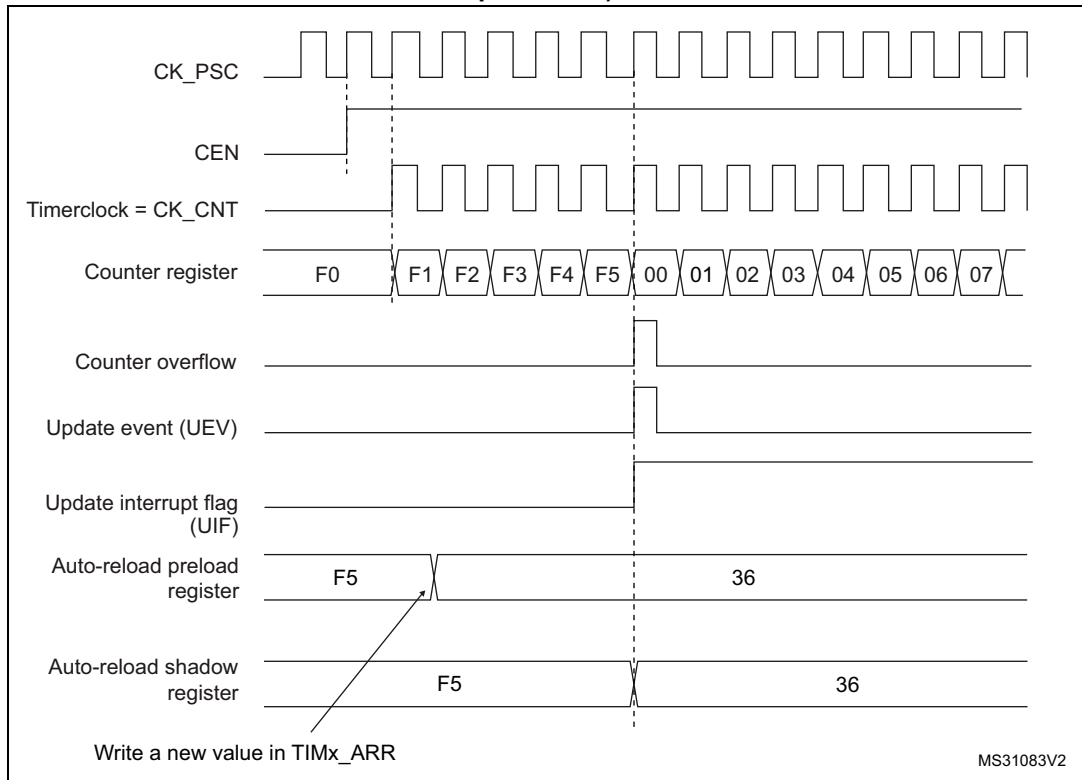 CK_PSC
CEN
Timerclock = CK_CNT
Counter register
F0 F1 F2 F3 F4 F5 00 01 02 03 04 05 06 07
Counter overflow
Update event (UEV)
Update interrupt flag
(UIF)
Auto-reload preload
register
F5 36
Auto-reload shadow
register
F5 36
Write a new value in TIMx_ARR
MS31083V2